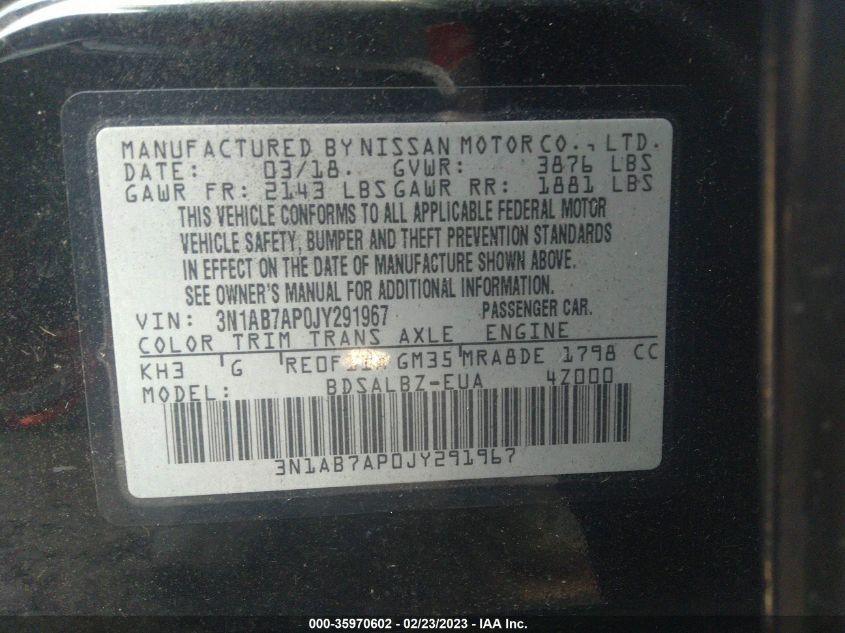 MANUFACTURED BY NISSAN MOTOR CO., LTD.
DATE: 03/18. GVWR: 3876 LBS
GAWR FR: 2143 LBS GAWR RR: 1881 LBS
THIS VEHICLE CONFORMS TO ALL APPLICABLE FEDERAL MOTOR
VEHICLE SAFETY, BUMPER AND THEFT PREVENTION STANDARDS
IN EFFECT ON THE DATE OF MANUFACTURE SHOWN ABOVE.
SEE OWNER'S MANUAL FOR ADDITIONAL INFORMATION.
VIN: 3N1AB7AP0JY291967 PASSENGER CAR.
COLOR TRIM TRANS AXLE ENGINE
KH3 G GM35 MRA8DE 1798 CC
MODEL: BDSALBZ-EUA 4Z000
3N1AB7AP0JY291967
000-35970602 - 02/23/2023 - IAA Inc.